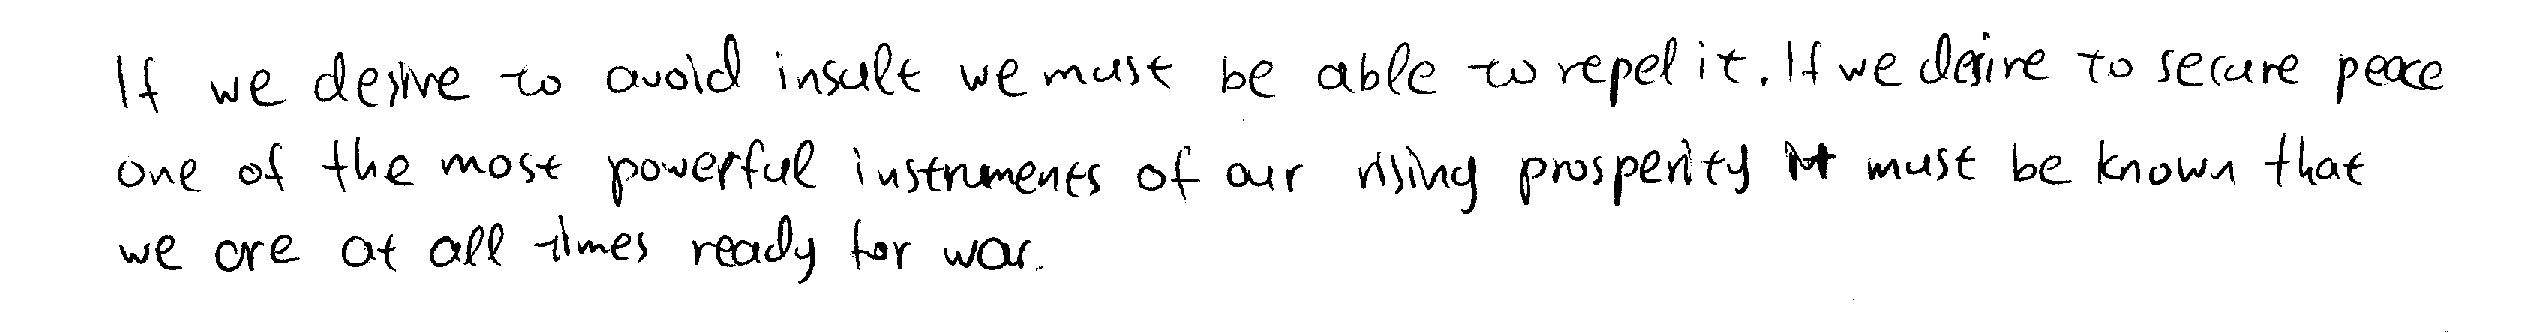 If we desire to avoid insult we must be able to repel it. If we desire to secure peace
one of the most powerful instruments of our rising prosperity it must be known that
we are at all times ready for war.